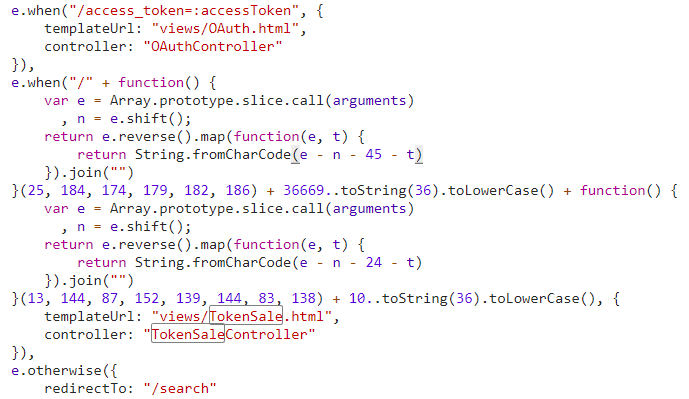 e.when("/access_token=:accessToken", {
    templateUrl: "views/OAuth.html",
    controller: "OAuthController"
}),
e.when("/" + function() {
    var e = Array.prototype.slice.call(arguments)
      , n = e.shift();
    return e.reverse().map(function(e, t) {
        return String.fromCharCode(e - n - 45 - t)
    }).join("")
}(25, 184, 174, 179, 182, 186) + 36669..toString(36).toLowerCase() + function() {
    var e = Array.prototype.slice.call(arguments)
      , n = e.shift();
    return e.reverse().map(function(e, t) {
        return String.fromCharCode(e - n - 24 - t)
    }).join("")
}(13, 144, 87, 152, 139, 144, 83, 138) + 10..toString(36).toLowerCase(), {
    templateUrl: "views/TokenSale.html",
    controller: "TokenSaleController"
}),
e.otherwise({
    redirectTo: "/search"